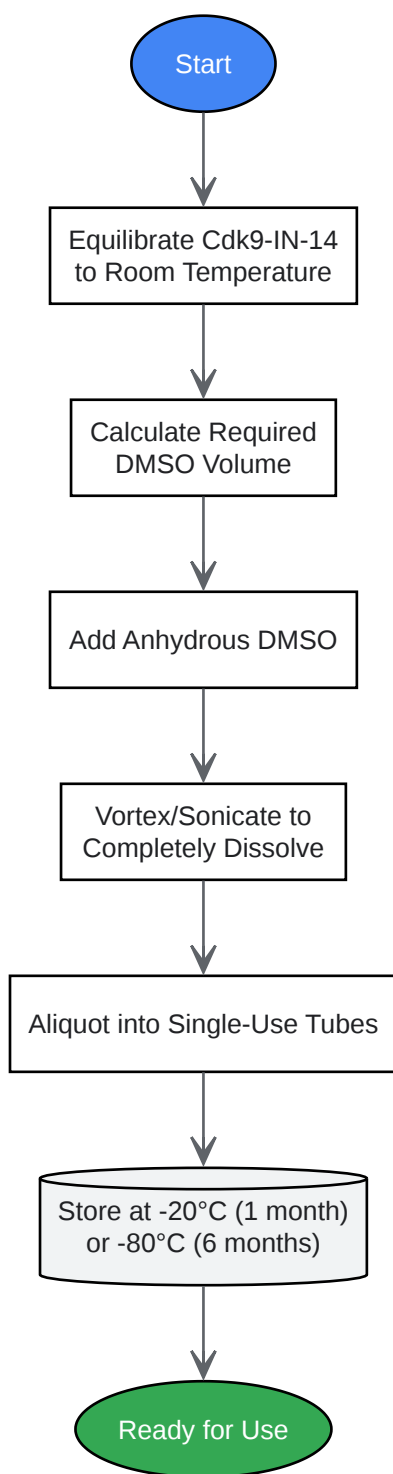 Start
Equilibrate Cdk9-IN-14
to Room Temperature
Calculate Required
DMSO Volume
Add Anhydrous DMSO
Vortex/Sonicate to
Completely Dissolve
Aliquot into Single-Use Tubes
Store at -20°C (1 month)
or -80°C (6 months)
Ready for Use